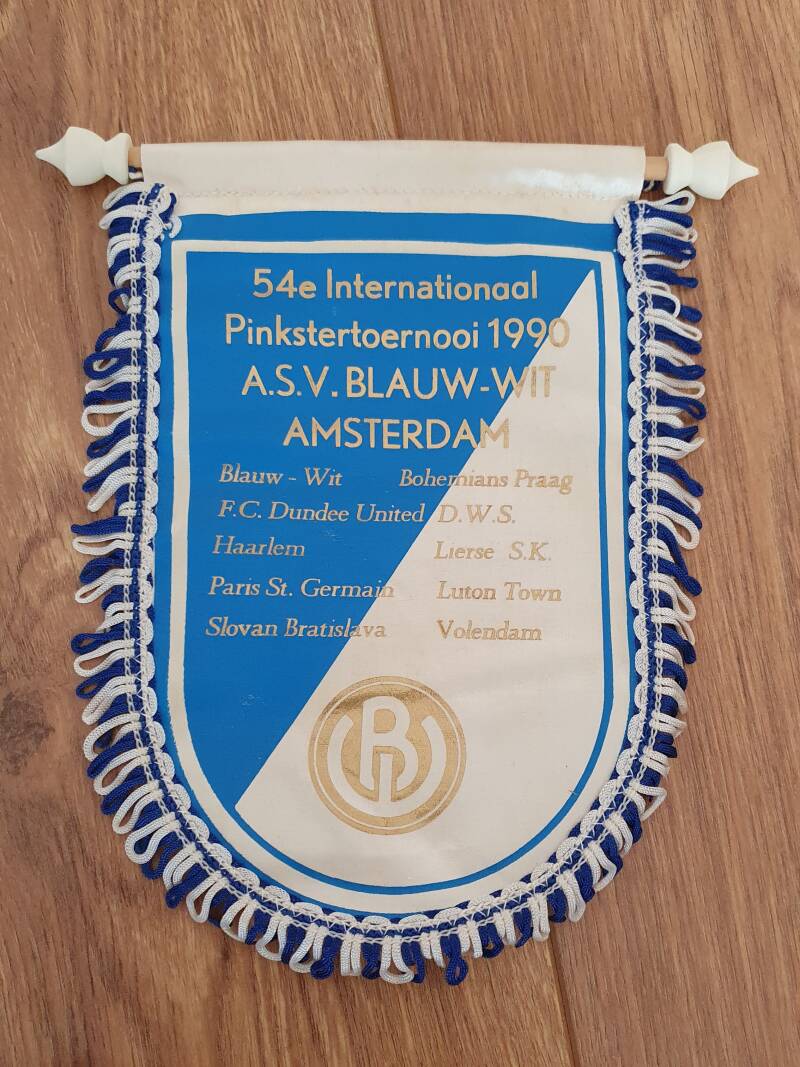 54e Internationaal
Pinkstertoernooi 1990
A.S.V. BLAUW-WIT
AMSTERDAM
Blauw - Wit Bohemians Praag
F.C. Dundee United D.W.S.
Haarlem Lierse S.K.
Paris St. Germain Luton Town
Slovan Bratislava Volendam
BW